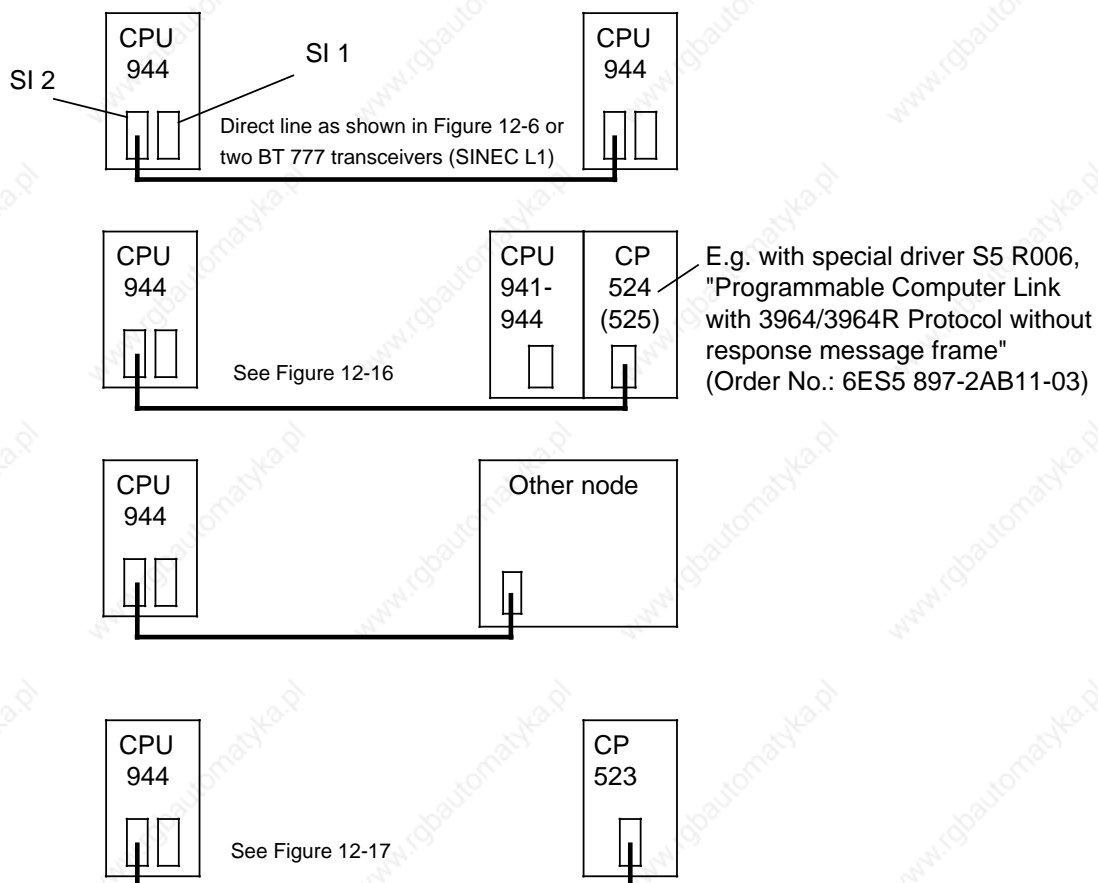 CPU
944
SI 1
SI 2
CPU
944
Direct line as shown in Figure 12-6 or
two BT 777 transceivers (SINEC L1)
CPU
944
See Figure 12-16
CPU
941-
944
CP
524
(525)
E.g. with special driver S5 R006,
"Programmable Computer Link
with 3964/3964R Protocol without
response message frame"
(Order No.: 6ES5 897-2AB11-03)
CPU
944
Other node
CPU
944
See Figure 12-17
CP
523
www.rgbautomatyka.pl